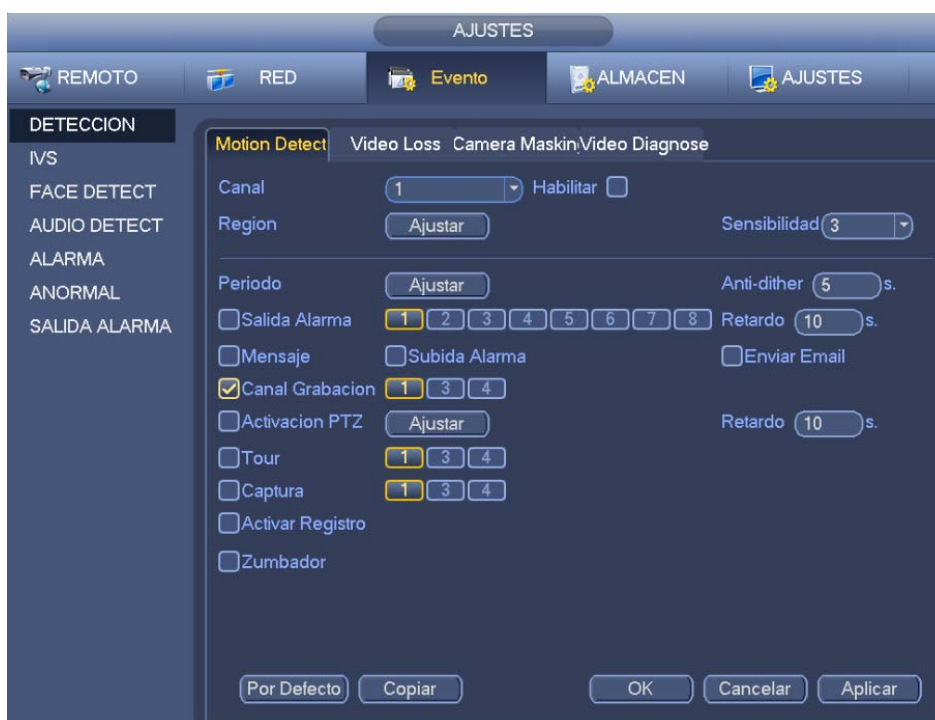 AJUSTES
REMOTO RED Evento ALMACEN AJUSTES
DETECCION
IVS
FACE DETECT
AUDIO DETECT
ALARMA
ANORMAL
SALIDA ALARMA
Motion Detect Video Loss Camera Maskin Video Diagnose
Canal 1 Habilitar
Region Ajustar Sensibilidad 3
Periodo Ajustar Anti-dither 5 s.
Salida Alarma 1 2 3 4 5 6 7 8 Retardo 10 s.
Mensaje Subida Alarma Enviar Email
Canal Grabacion 1 3 4
Activacion PTZ Ajustar Retardo 10 s.
Tour 1 3 4
Captura 1 3 4
Activar Registro
Zumbador
Por Defecto Copiar OK Cancelar Aplicar